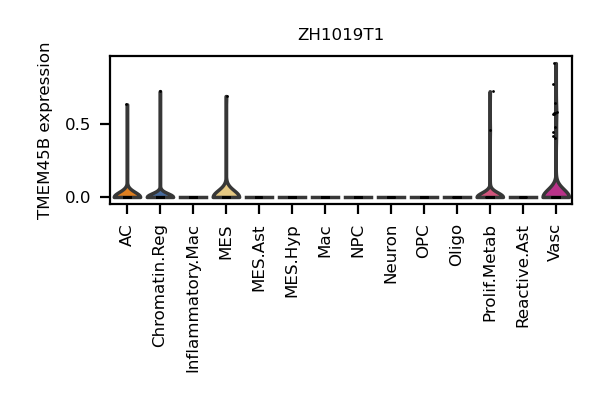 ZH1019T1
TMEM45B expression
0.5
0.0
AC
Chromatin.Reg
Inflammatory.Mac
MES
MES.Ast
MES.Hyp
Mac
NPC
Neuron
OPC
Oligo
Prolif.Metab
Reactive.Ast
Vasc